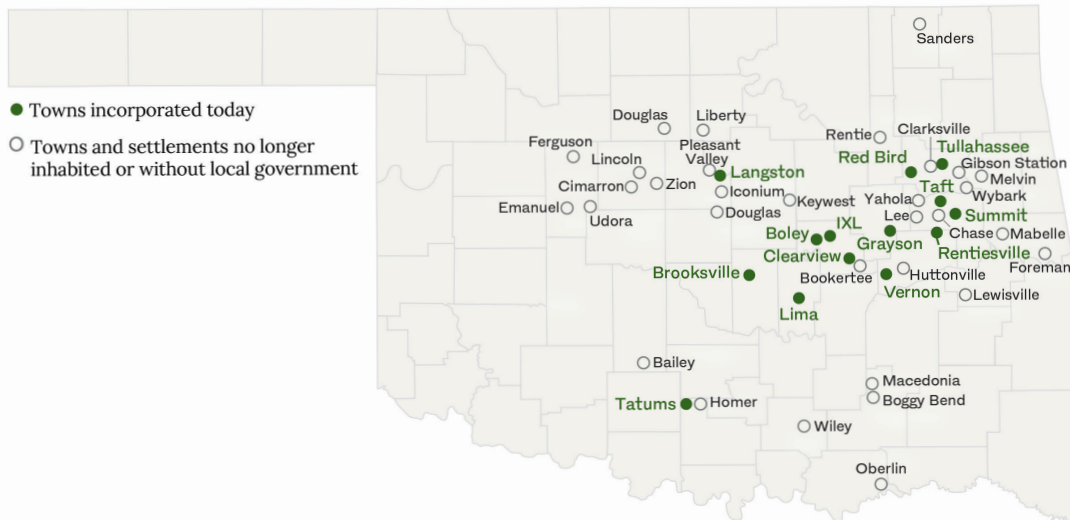 Sanders
Towns incorporated today
Towns and settlements no longer
inhabited or without local government
Douglas
Liberty
Clarksville
Rentie
Ferguson
Pleasant
Valley
Tullahassee
Lincoln
Red Bird
Gibson Station
Langston
Melvin
Cimarron
Zion
Taft
Iconium
Wybark
Keywest
Yahola
Emanuel
Udora
Douglas
Lee
Summit
IXL
Boley
Grayson
Chase
Mabelle
Clearview
Rentiesville
Foreman
Brooksville
Bookertee
Huttonville
Vernon
Lewisville
Lima
Bailey
Macedonia
Boggy Bend
Tatums
Homer
Wiley
Oberlin